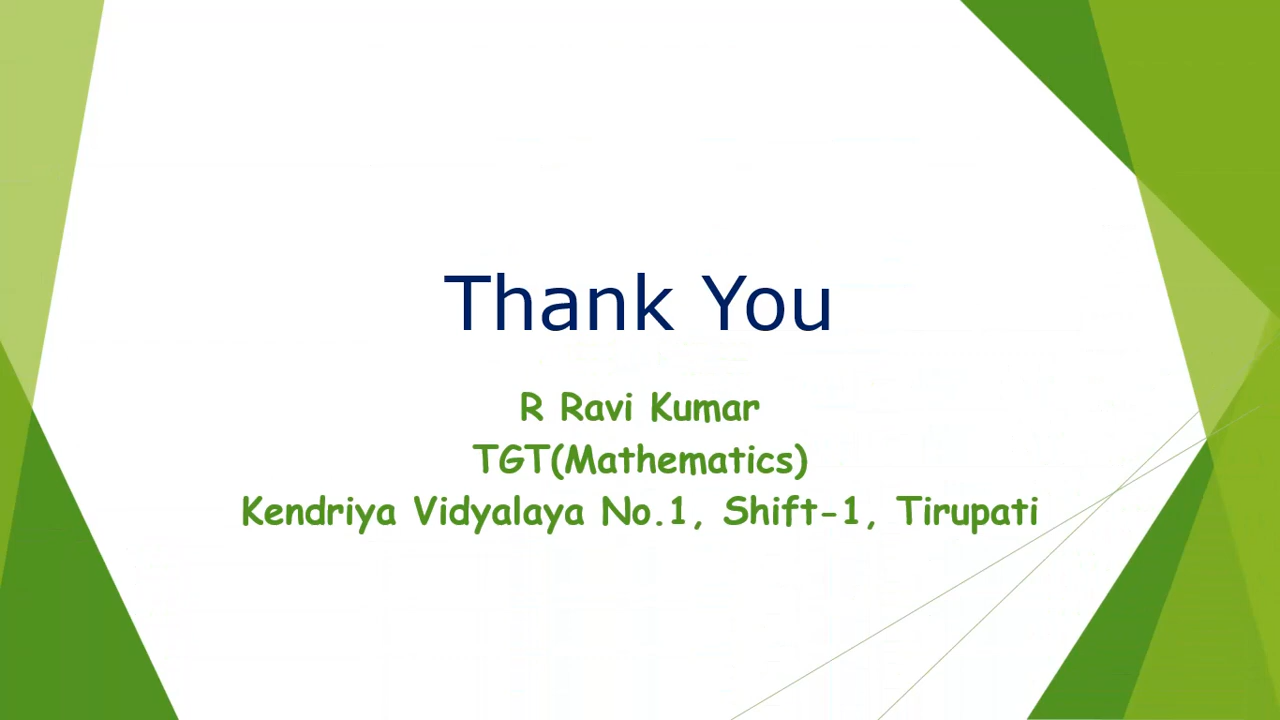 Thank You
R Ravi Kumar
TGT(Mathematics)
Kendriya Vidyalaya No.1, Shift-1, Tirupati